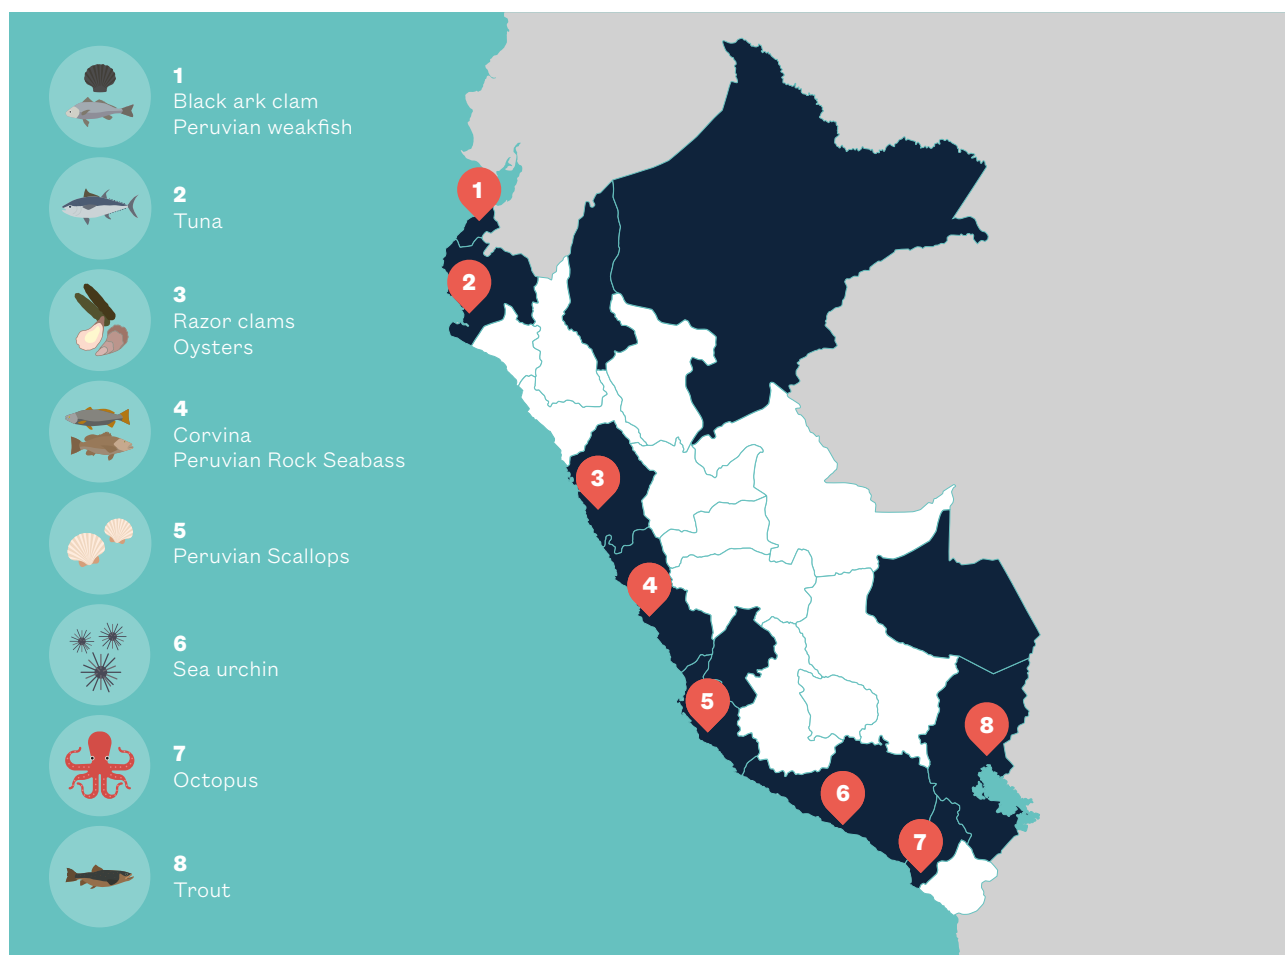 1
Black ark clam
Peruvian weakfish
2
Tuna
3
Razor clams
Oysters
4
Corvina
Peruvian Rock Seabass
5
Peruvian Scallops
6
Sea urchin
7
Octopus
8
Trout
1
2
3
4
5
6
7
8